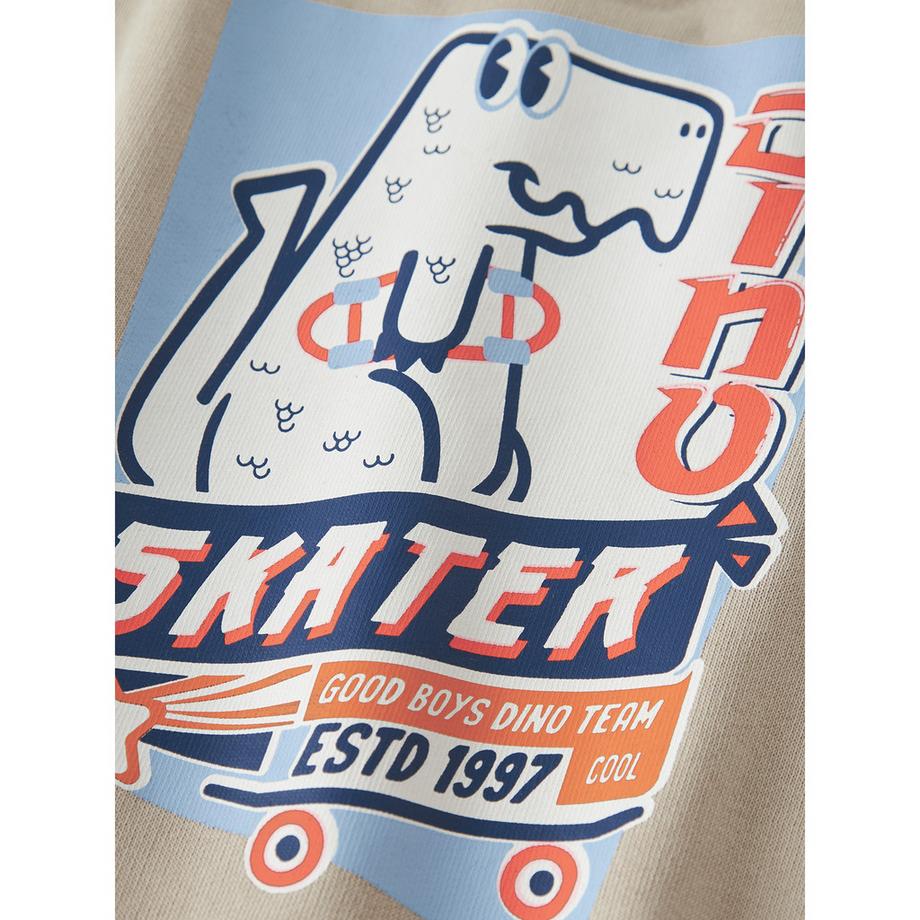 Dino
SKATER
GOOD BOYS DINO TEAM
ESTD 1997 COOL